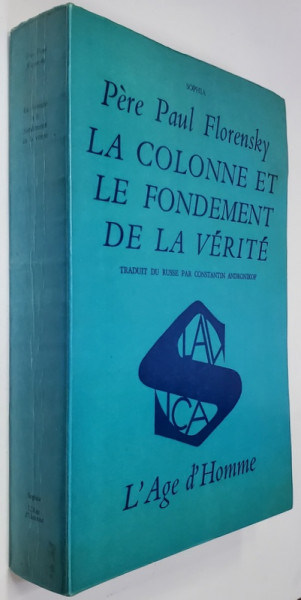 SOPHIA
Père Paul Florensky
LA COLONNE ET
LE FONDEMENT
DE LA VÉRITÉ
TRADUIT DU RUSSE PAR CONSTANTIN ANDRONIKOF
SLAVICA
L'Age d'Homme